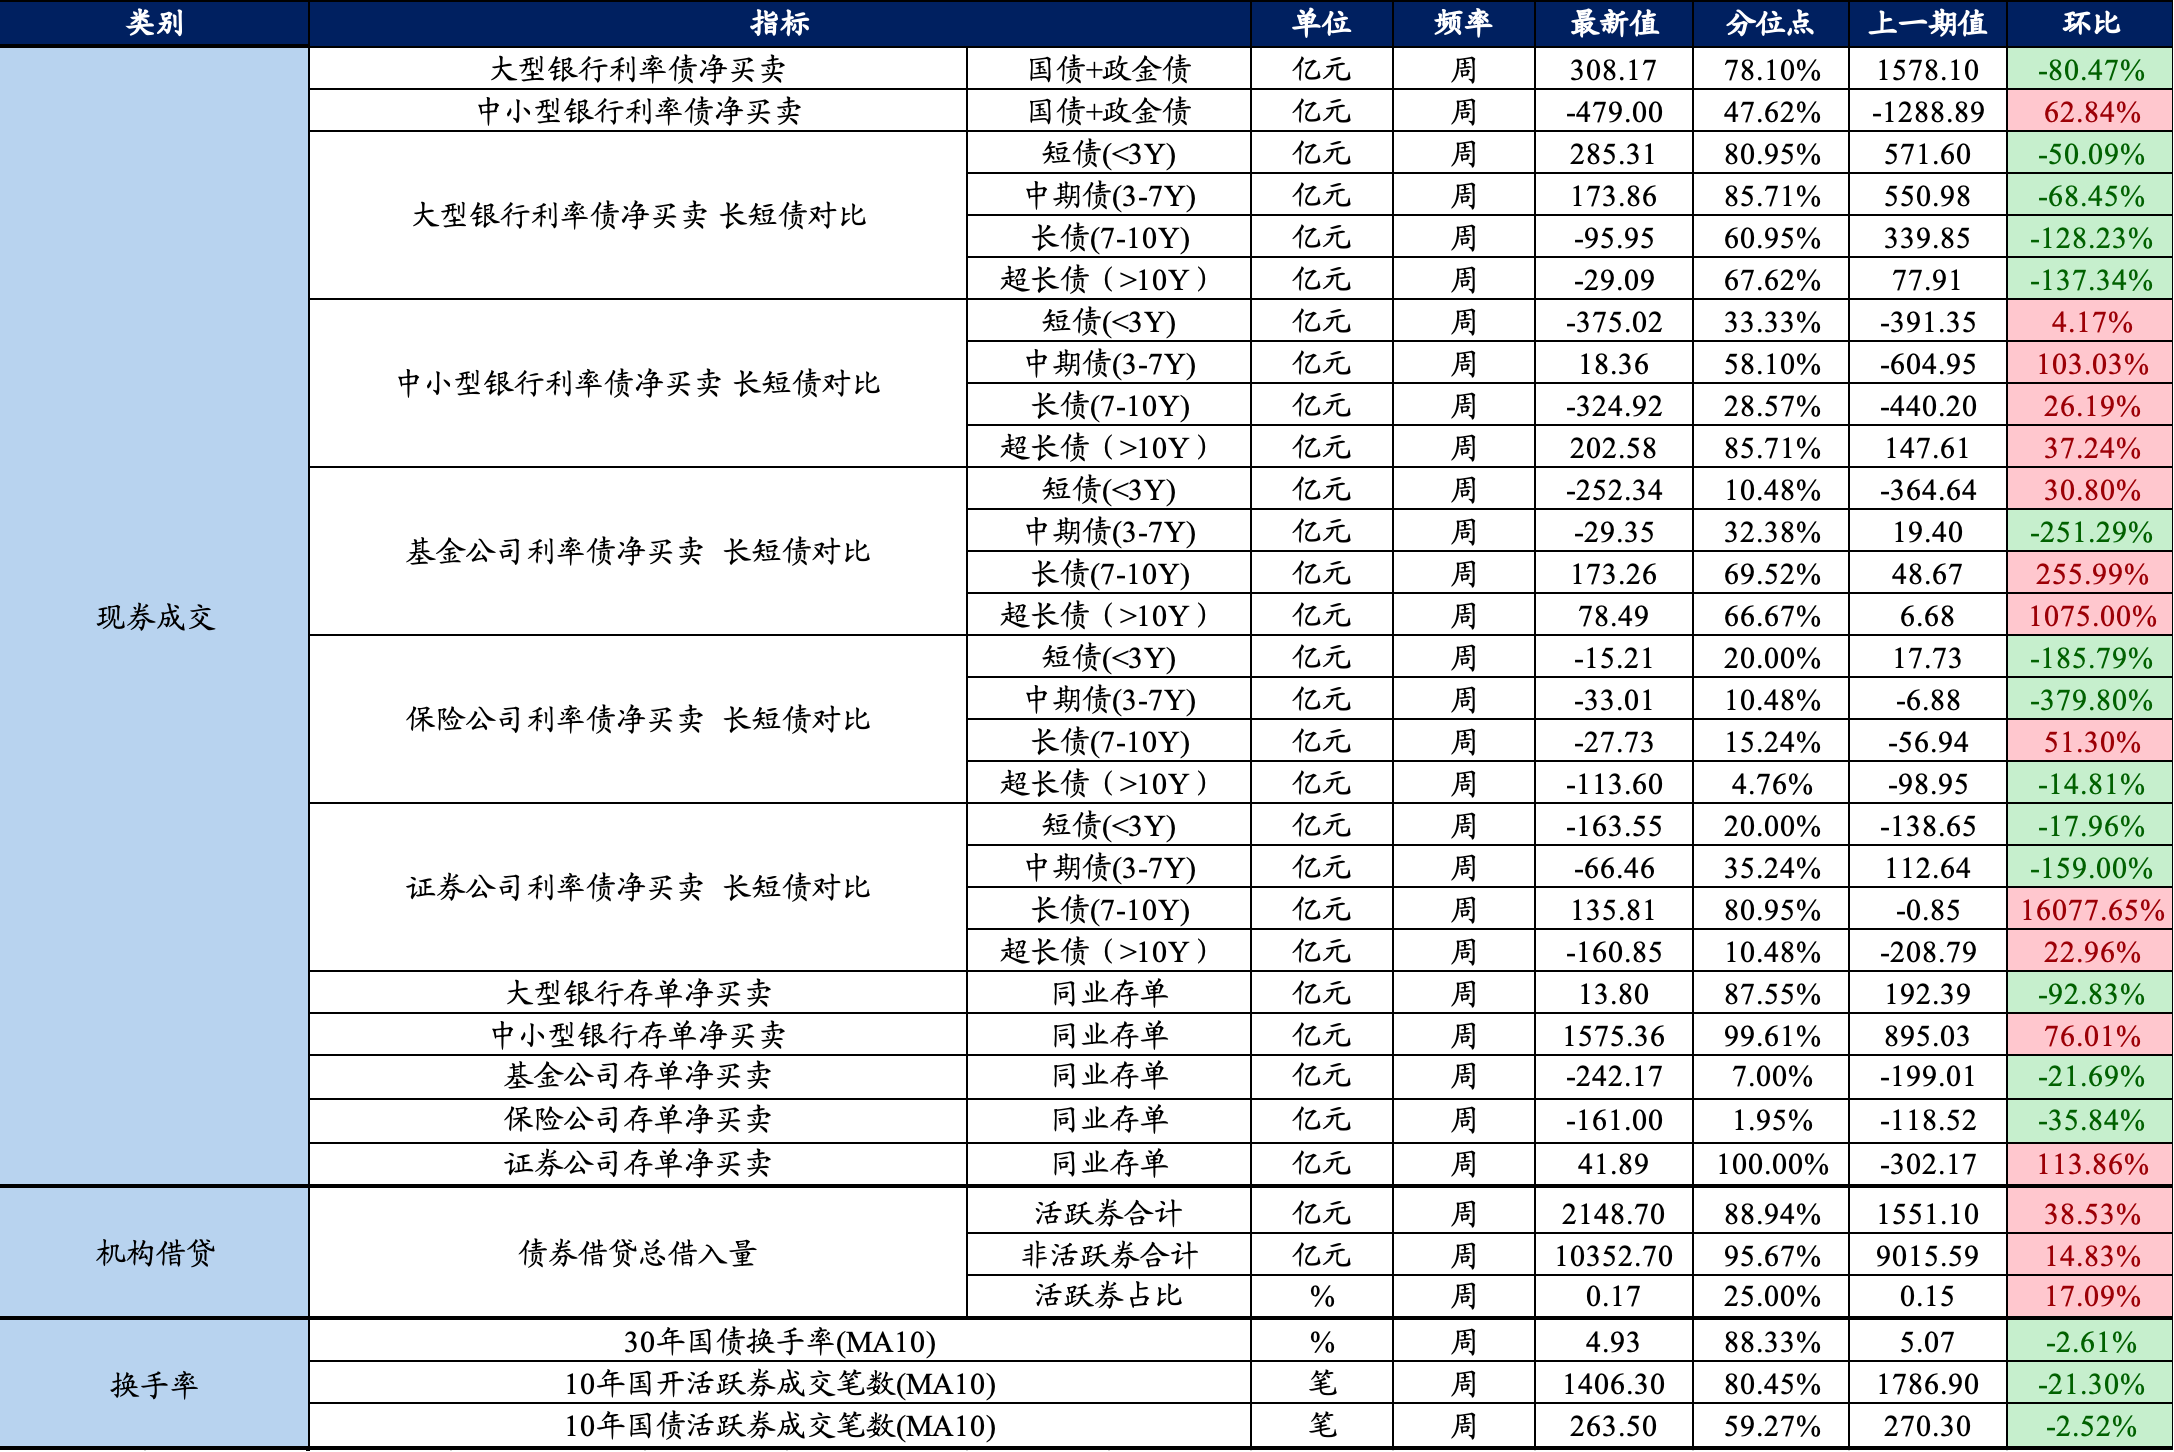 类别 指标 单位 频率 最新值 分位点 上一期值 环比
现券成交 大型银行利率债净买卖 国债+政金债 亿元 周 308.17 78.10% 1578.10 -80.47%
中小型银行利率债净买卖 国债+政金债 亿元 周 -479.00 47.62% -1288.89 62.84%
大型银行利率债净买卖 长短债对比 短债(<3Y) 亿元 周 285.31 80.95% 571.60 -50.09%
中期债(3-7Y) 亿元 周 173.86 85.71% 550.98 -68.45%
长债(7-10Y) 亿元 周 -95.95 60.95% 339.85 -128.23%
超长债（>10Y） 亿元 周 -29.09 67.62% 77.91 -137.34%
中小型银行利率债净买卖 长短债对比 短债(<3Y) 亿元 周 -375.02 33.33% -391.35 4.17%
中期债(3-7Y) 亿元 周 18.36 58.10% -604.95 103.03%
长债(7-10Y) 亿元 周 -324.92 28.57% -440.20 26.19%
超长债（>10Y） 亿元 周 202.58 85.71% 147.61 37.24%
基金公司利率债净买卖 长短债对比 短债(<3Y) 亿元 周 -252.34 10.48% -364.64 30.80%
中期债(3-7Y) 亿元 周 -29.35 32.38% 19.40 -251.29%
长债(7-10Y) 亿元 周 173.26 69.52% 48.67 255.99%
超长债（>10Y） 亿元 周 78.49 66.67% 6.68 1075.00%
保险公司利率债净买卖 长短债对比 短债(<3Y) 亿元 周 -15.21 20.00% 17.73 -185.79%
中期债(3-7Y) 亿元 周 -33.01 10.48% -6.88 -379.80%
长债(7-10Y) 亿元 周 -27.73 15.24% -56.94 51.30%
超长债（>10Y） 亿元 周 -113.60 4.76% -98.95 -14.81%
证券公司利率债净买卖 长短债对比 短债(<3Y) 亿元 周 -163.55 20.00% -138.65 -17.96%
中期债(3-7Y) 亿元 周 -66.46 35.24% 112.64 -159.00%
长债(7-10Y) 亿元 周 135.81 80.95% -0.85 16077.65%
超长债（>10Y） 亿元 周 -160.85 10.48% -208.79 22.96%
大型银行存单净买卖 同业存单 亿元 周 13.80 87.55% 192.39 -92.83%
中小型银行存单净买卖 同业存单 亿元 周 1575.36 99.61% 895.03 76.01%
基金公司存单净买卖 同业存单 亿元 周 -242.17 7.00% -199.01 -21.69%
保险公司存单净买卖 同业存单 亿元 周 -161.00 1.95% -118.52 -35.84%
证券公司存单净买卖 同业存单 亿元 周 41.89 100.00% -302.17 113.86%
机构借贷 债券借贷总借入量 活跃券合计 亿元 周 2148.70 88.94% 1551.10 38.53%
非活跃券合计 亿元 周 10352.70 95.67% 9015.59 14.83%
活跃券占比 % 周 0.17 25.00% 0.15 17.09%
换手率 30年国债换手率(MA10) % 周 4.93 88.33% 5.07 -2.61%
10年国开活跃券成交笔数(MA10) 笔 周 1406.30 80.45% 1786.90 -21.30%
10年国债活跃券成交笔数(MA10) 笔 周 263.50 59.27% 270.30 -2.52%